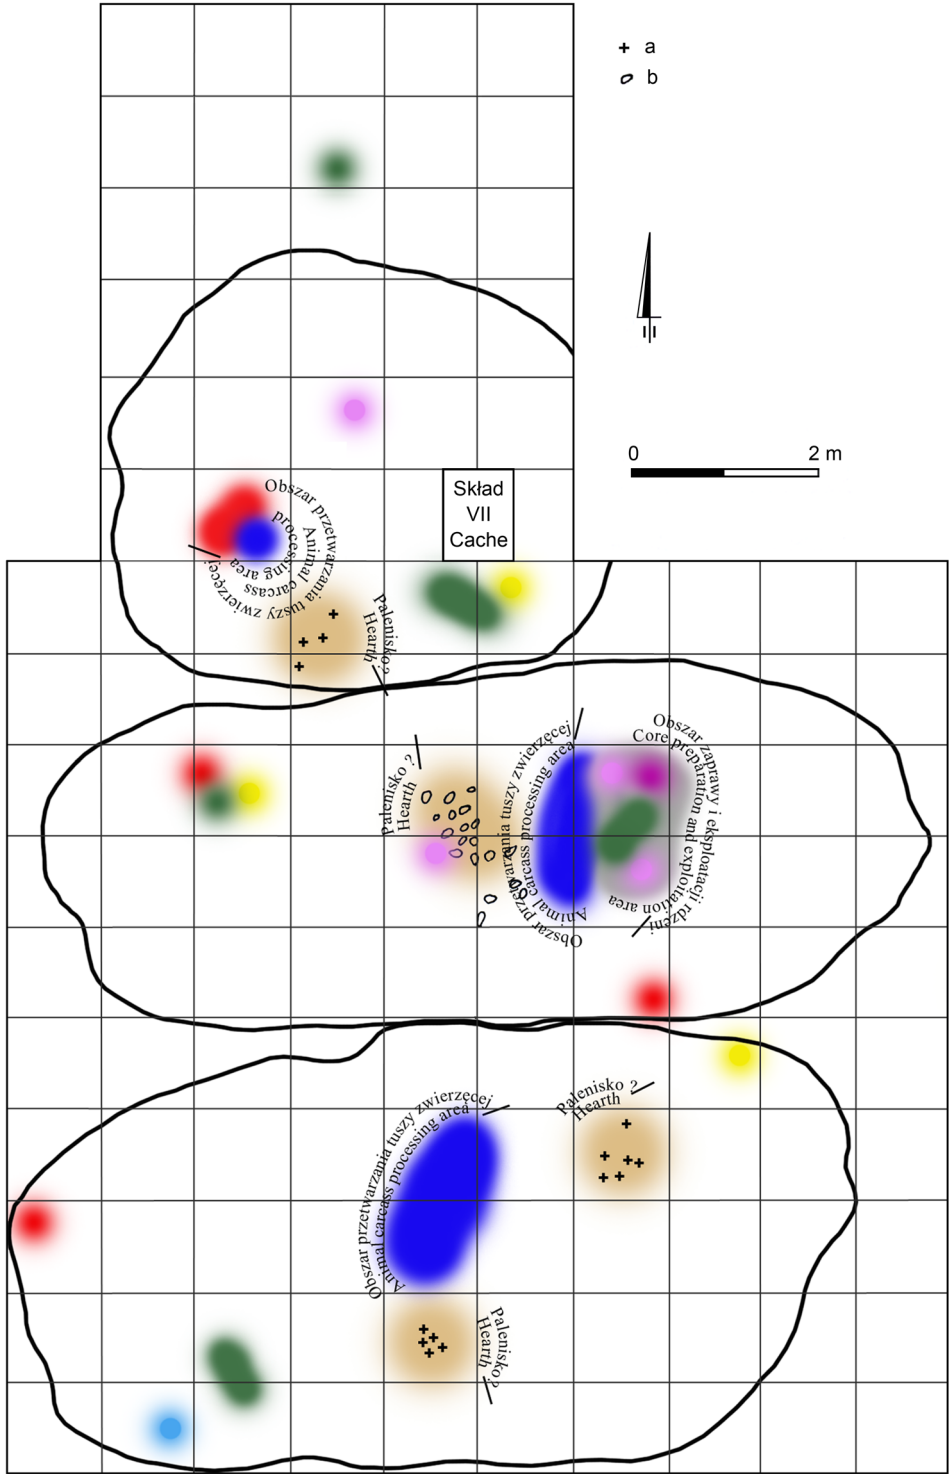 a
b
0 2 m
Skład
VII
Cache
Obszar przetwarzania tuszy zwierzęcej
Animal carcass
processing area
Palenisko?
Hearth
Obszar zaprawy i eksploatacji rdzeni
Core preparation and exploitation area
Palenisko ?
Hearth
Obszar przetwarzania tuszy zwierzęcej
Animal carcass processing area
Palenisko ?
Hearth
Obszar przetwarzania tuszy zwierzęcej
Animal carcass processing area
Palenisko?
Hearth